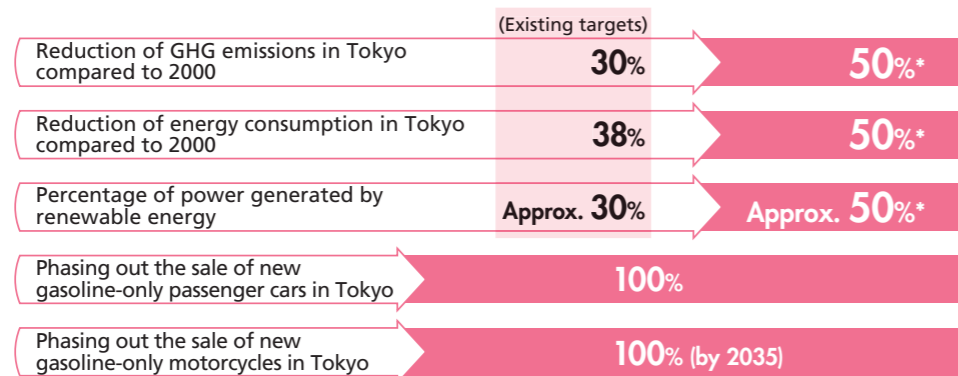 (Existing targets)
Reduction of GHG emissions in Tokyo
compared to 2000
30%
50%*
Reduction of energy consumption in Tokyo
compared to 2000
38%
50%*
Percentage of power generated by
renewable energy
Approx. 30%
Approx. 50%*
Phasing out the sale of new
gasoline-only passenger cars in Tokyo
100%
Phasing out the sale of new
gasoline-only motorcycles in Tokyo
100% (by 2035)